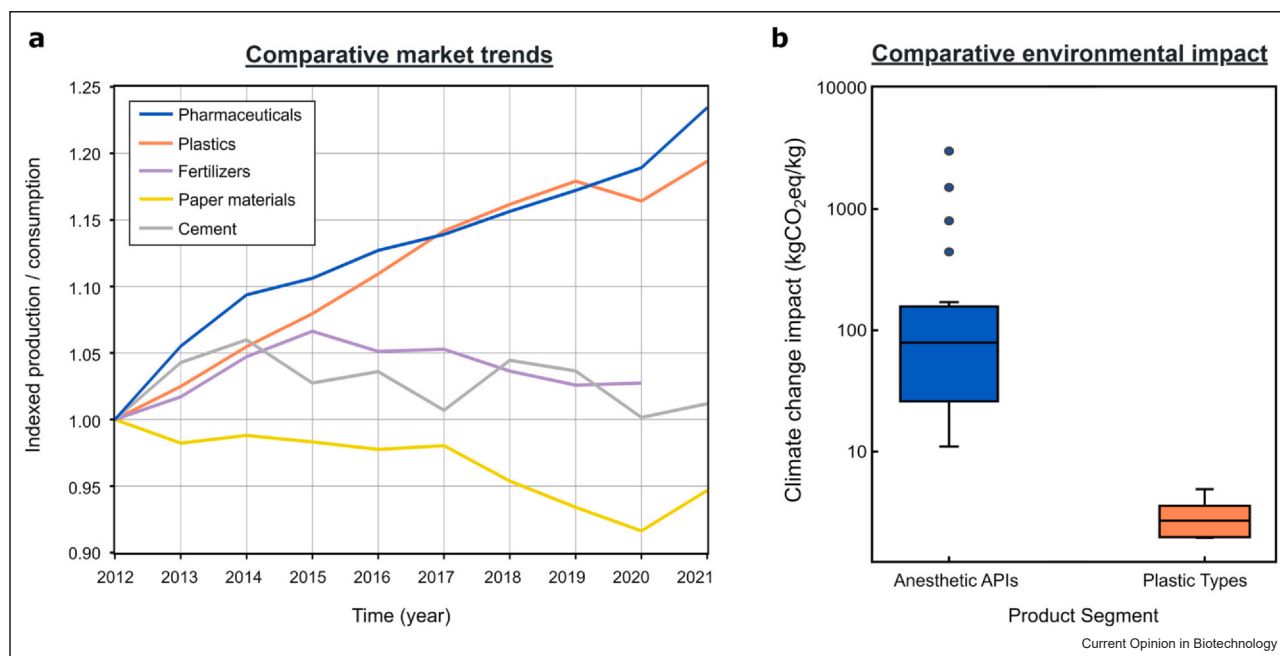 a
Comparative market trends
1.25
1.20
1.15
1.10
1.05
1.00
0.95
0.90
Indexed production / consumption
Pharmaceuticals
Plastics
Fertilizers
Paper materials
Cement
2012 2013 2014 2015 2016 2017 2018 2019 2020 2021
Time (year)
b
Comparative environmental impact
10000
1000
100
10
Climate change impact (kgCO₂eq/kg)
Anesthetic APIs Plastic Types
Product Segment
Current Opinion in Biotechnology